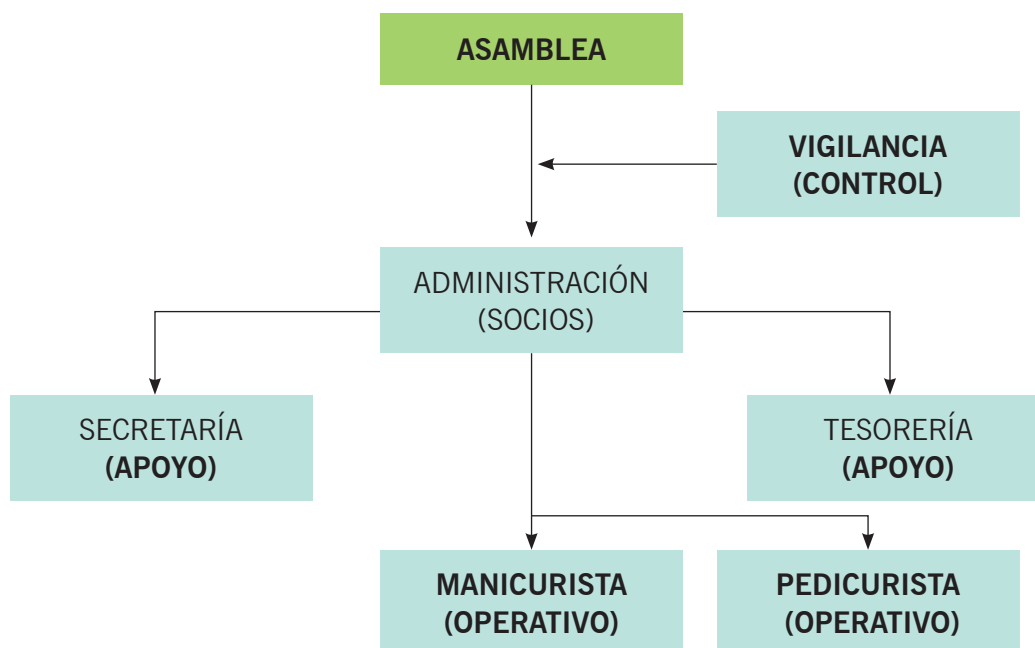 ASAMBLEA
VIGILANCIA
(CONTROL)
ADMINISTRACIÓN
(SOCIOS)
SECRETARÍA
(APOYO)
TESORERÍA
(APOYO)
MANICURISTA
(OPERATIVO)
PEDICURISTA
(OPERATIVO)